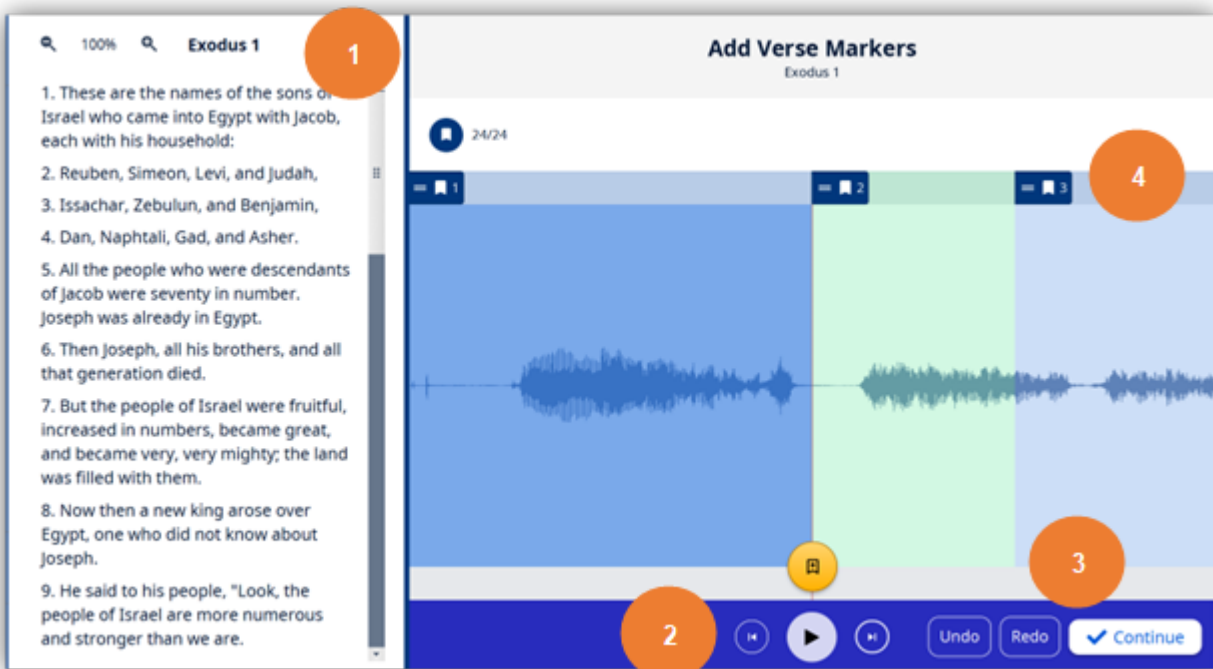 100%
Exodus 1
1
1. These are the names of the sons of
Israel who came into Egypt with Jacob,
each with his household:
2. Reuben, Simeon, Levi, and Judah,
3. Issachar, Zebulun, and Benjamin,
4. Dan, Naphtali, Gad, and Asher.
5. All the people who were descendants
of Jacob were seventy in number.
Joseph was already in Egypt.
6. Then Joseph, all his brothers, and all
that generation died.
7. But the people of Israel were fruitful,
increased in numbers, became great,
and became very, very mighty; the land
was filled with them.
8. Now then a new king arose over
Egypt, one who did not know about
Joseph.
9. He said to his people, "Look, the
people of Israel are more numerous
and stronger than we are.
Add Verse Markers
Exodus 1
24/24
4
1
2
3
3
2
Undo
Redo
Continue